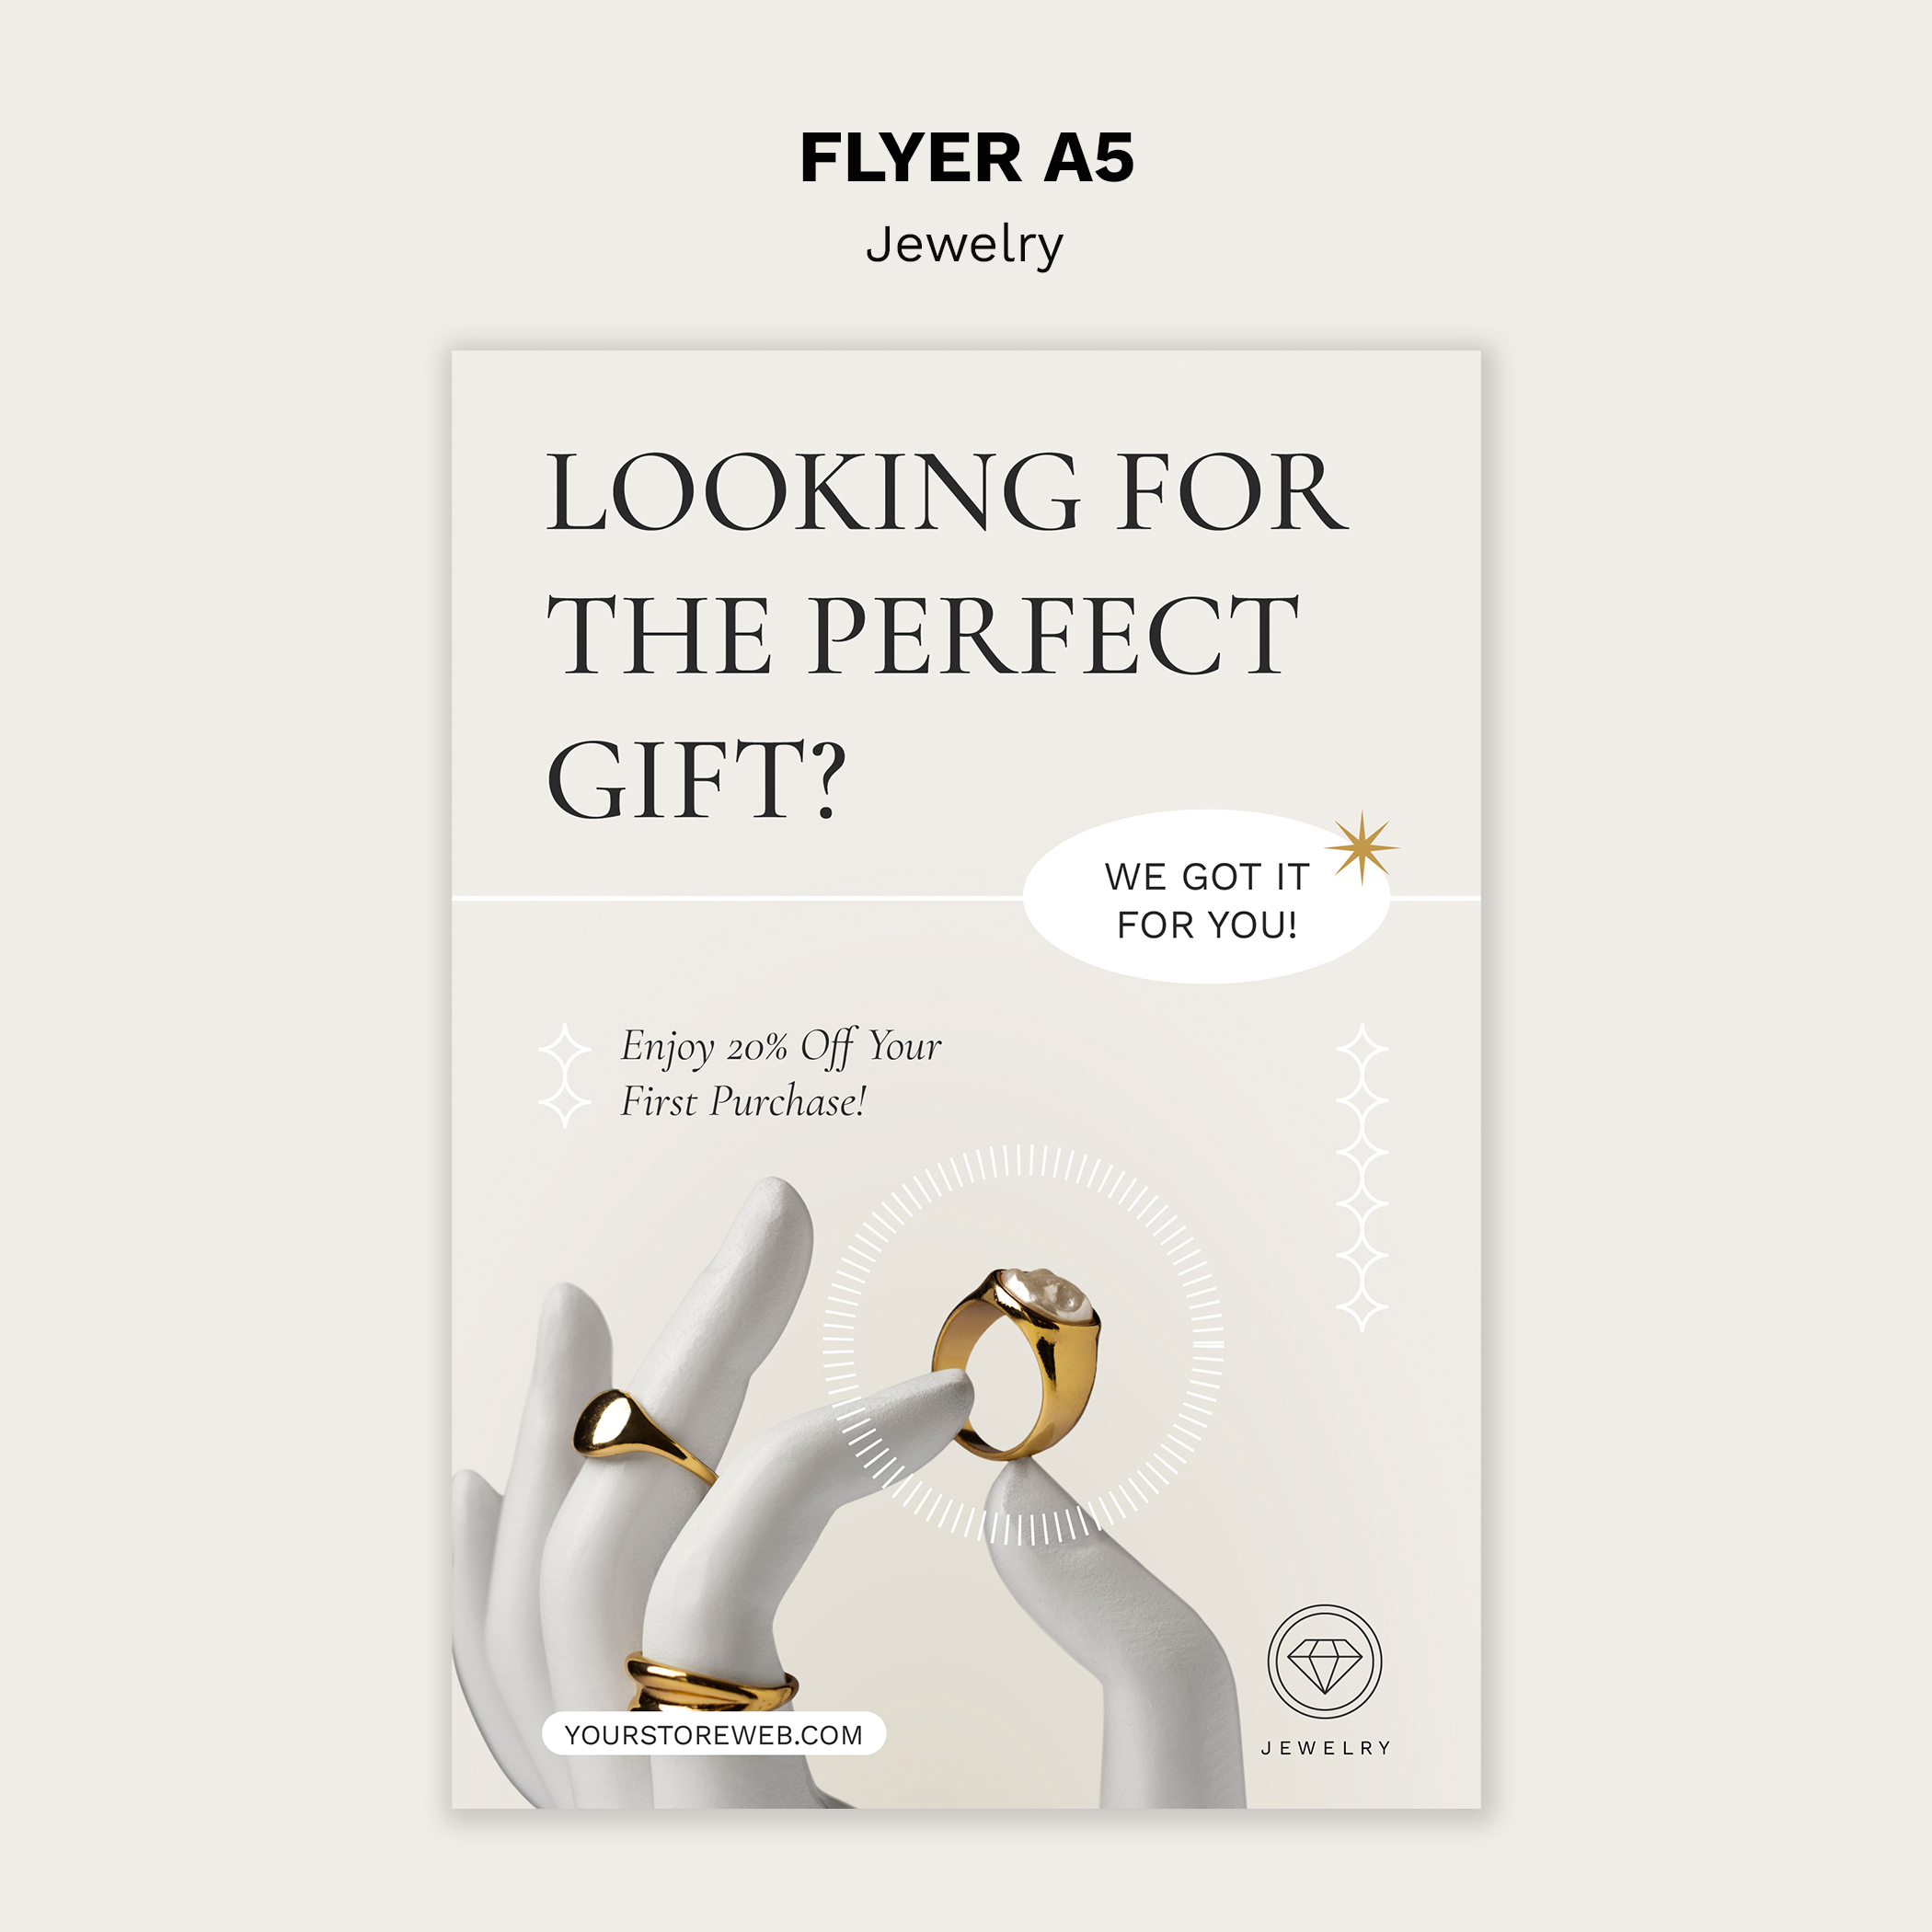 FLYER A5
Jewelry
LOOKING FOR
THE PERFECT
GIFT?
WE GOT IT
FOR YOU!
Enjoy 20% Off Your
First Purchase!
YOURSTOREWEB.COM
JEWELRY